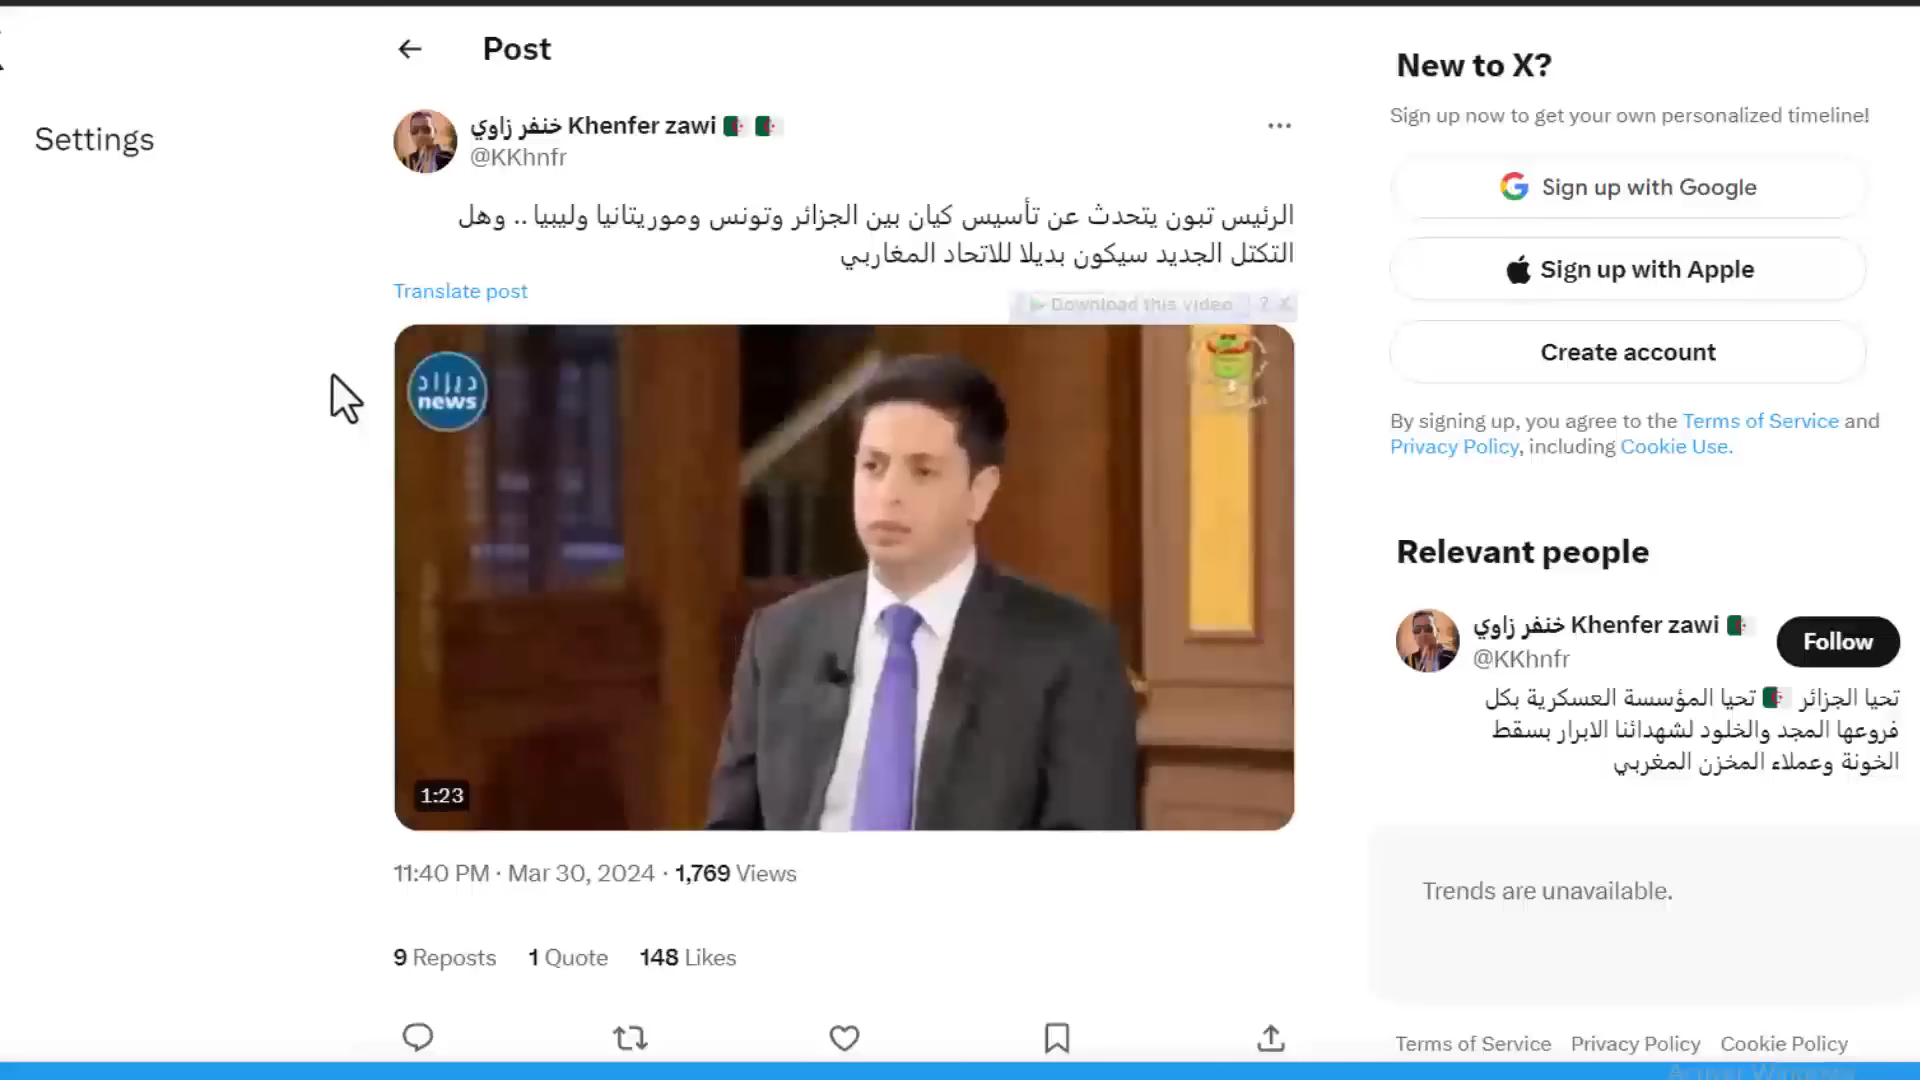 Post
Settings
خنفر زاوي Khenfer zawi
@KKhnfr
الرئيس تبون يتحدث عن تأسيس كيان بين الجزائر وتونس وموريتانيا وليبيا .. وهل
التكتل الجديد سيكون بديلا للاتحاد المغاربي
Translate post
Download this video ? X
news
1:23
11:40 PM · Mar 30, 2024 · 1,769 Views
9 Reposts 1 Quote 148 Likes
New to X?
Sign up now to get your own personalized timeline!
Sign up with Google
Sign up with Apple
Create account
By signing up, you agree to the Terms of Service and
Privacy Policy, including Cookie Use.
Relevant people
خنفر زاوي Khenfer zawi
@KKhnfr
Follow
تحيا الجزائر تحيا المؤسسة العسكرية بكل
فروعها المجد والخلود لشهدائنا الابرار بسقط
الخونة وعملاء المخزن المغربي
Trends are unavailable.
Terms of Service Privacy Policy Cookie Policy